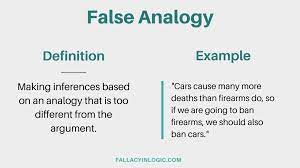 False Analogy
Definition
Making inferences based
on an analogy that is too
different from the
argument.
Example
"Cars cause many more
deaths than firearms do, so
if we are going to ban
firearms, we should also
ban cars."
FALLACYINLOGIC.COM